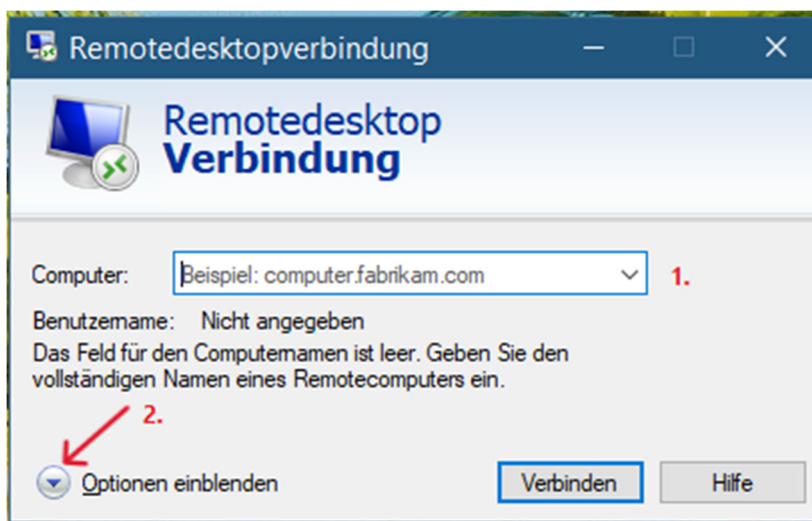 Remotedesktopverbindung
Remotedesktop
Verbindung
Computer: Beispiel: computer.fabrikam.com 1.
Benutzername: Nicht angegeben
Das Feld für den Computernamen ist leer. Geben Sie den
vollständigen Namen eines Remotecomputers ein.
2.
Optionen einblenden Verbinden Hilfe